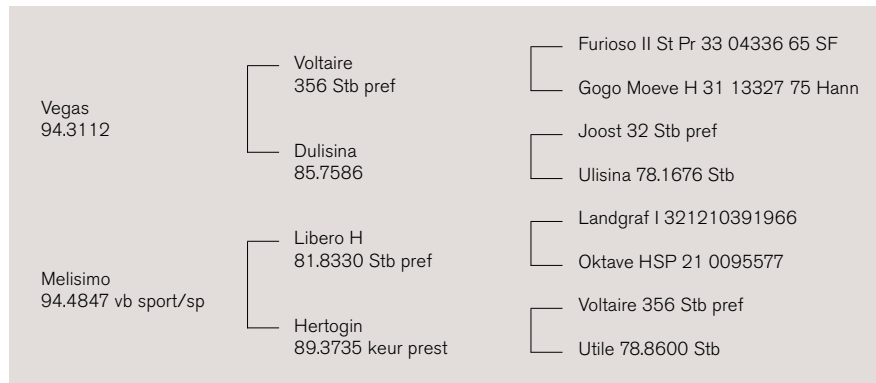 Vegas
94.3112
Melisimo
94.4847 vb sport/sp
Voltaire
356 Stb pref
Dulisina
85.7586
Libero H
81.8330 Stb pref
Hertogin
89.3735 keur prest
Furioso II St Pr 33 04336 65 SF
Gogo Moeve H 31 13327 75 Hann
Joost 32 Stb pref
Ulisina 78.1676 Stb
Landgraf I 321210391966
Oktave HSP 21 0095577
Voltaire 356 Stb pref
Utile 78.8600 Stb